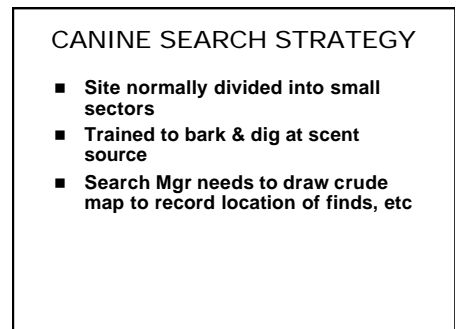 CANINE SEARCH STRATEGY
■ Site normally divided into small
sectors
■ Trained to bark & dig at scent
source
■ Search Mgr needs to draw crude
map to record location of finds, etc